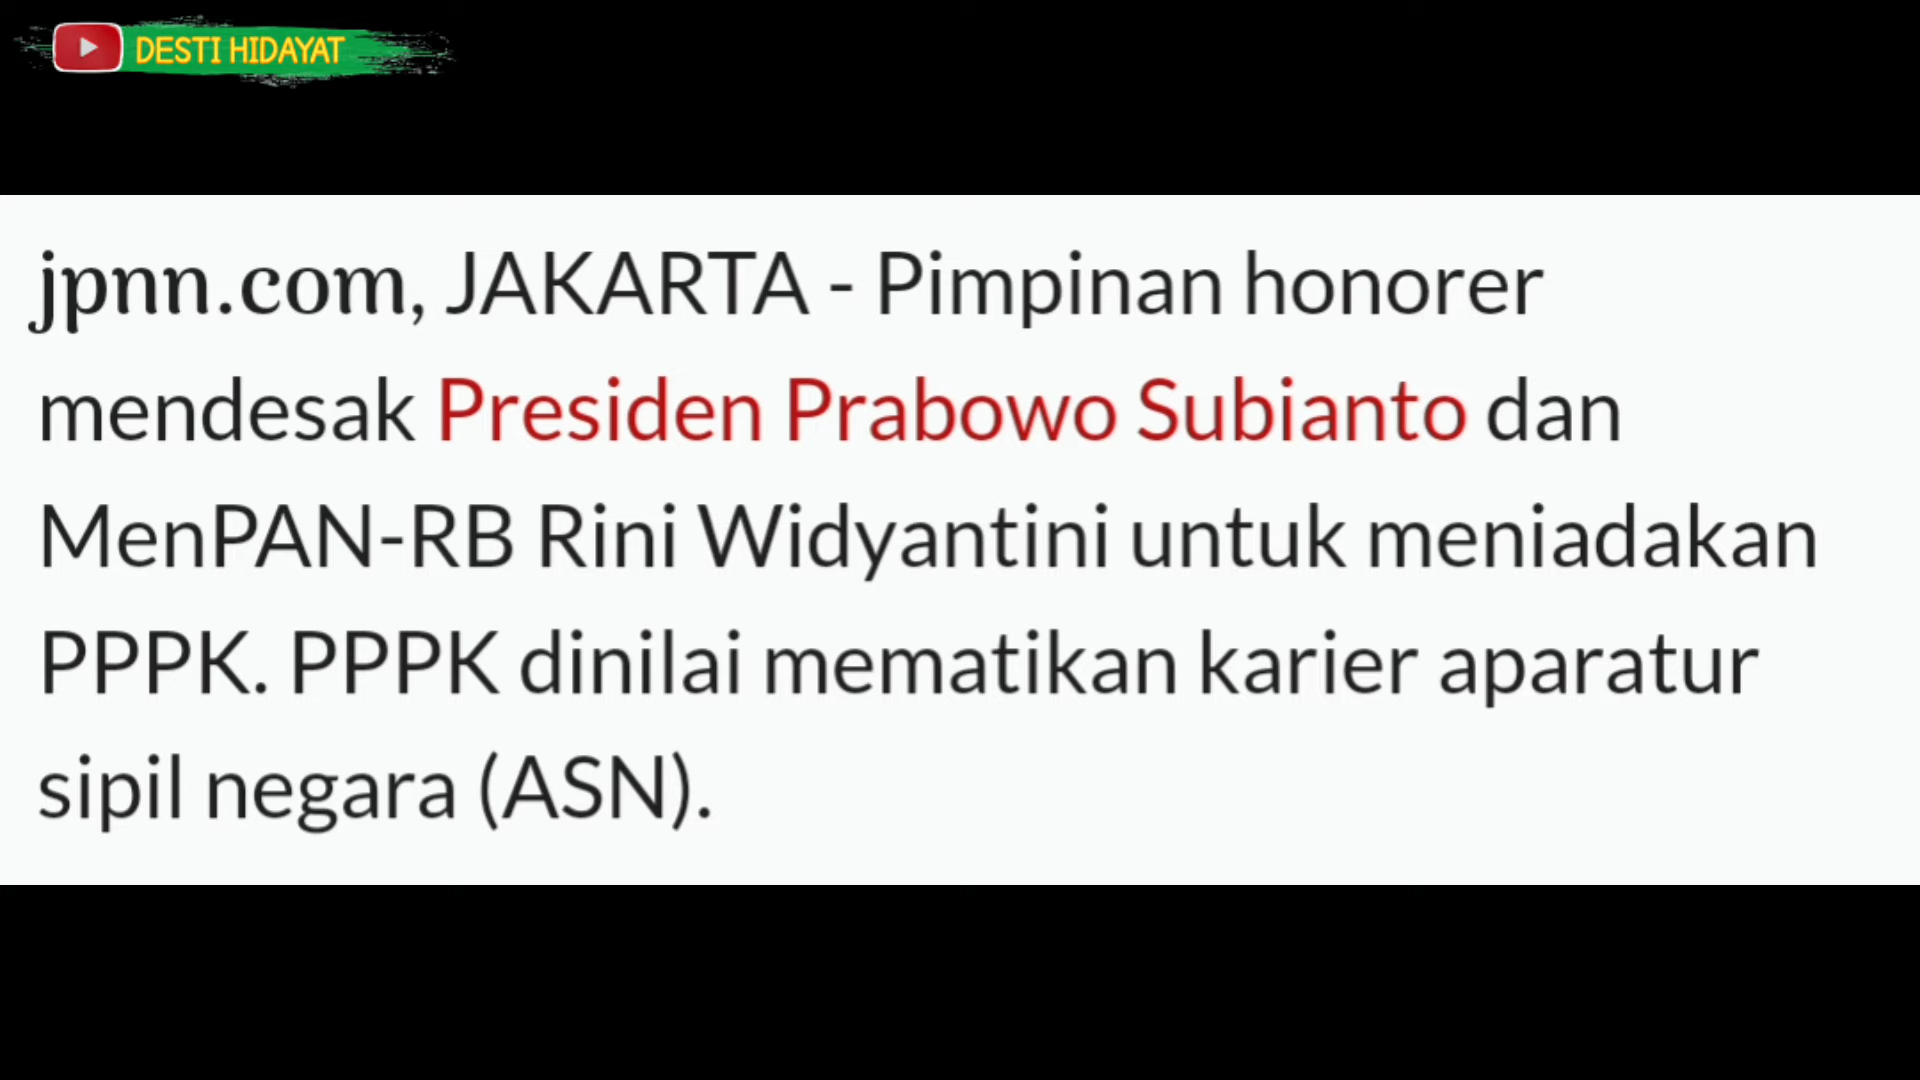 DESTI HIDAYAT
jpnn.com, JAKARTA - Pimpinan honorer
mendesak Presiden Prabowo Subianto dan
MenPAN-RB Rini Widyantini untuk meniadakan
PPPK. PPPK dinilai mematikan karier aparatur
sipil negara (ASN).